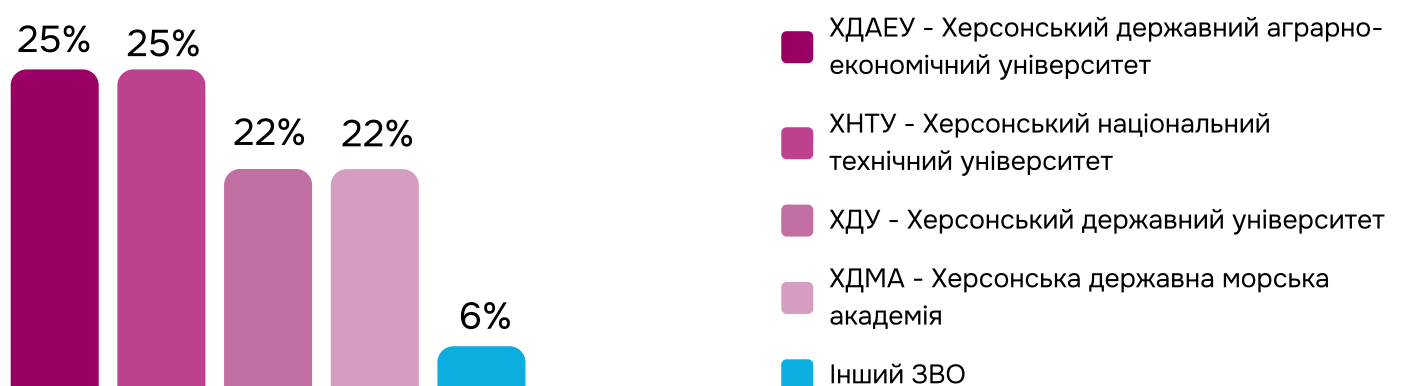 25%
25%
22%
22%
6%
ХДАЕУ - Херсонський державний аграрно-
економічний університет
ХНТУ - Херсонський національний
технічний університет
ХДУ - Херсонський державний університет
ХДМА - Херсонська державна морська
академія
Інший ЗВО